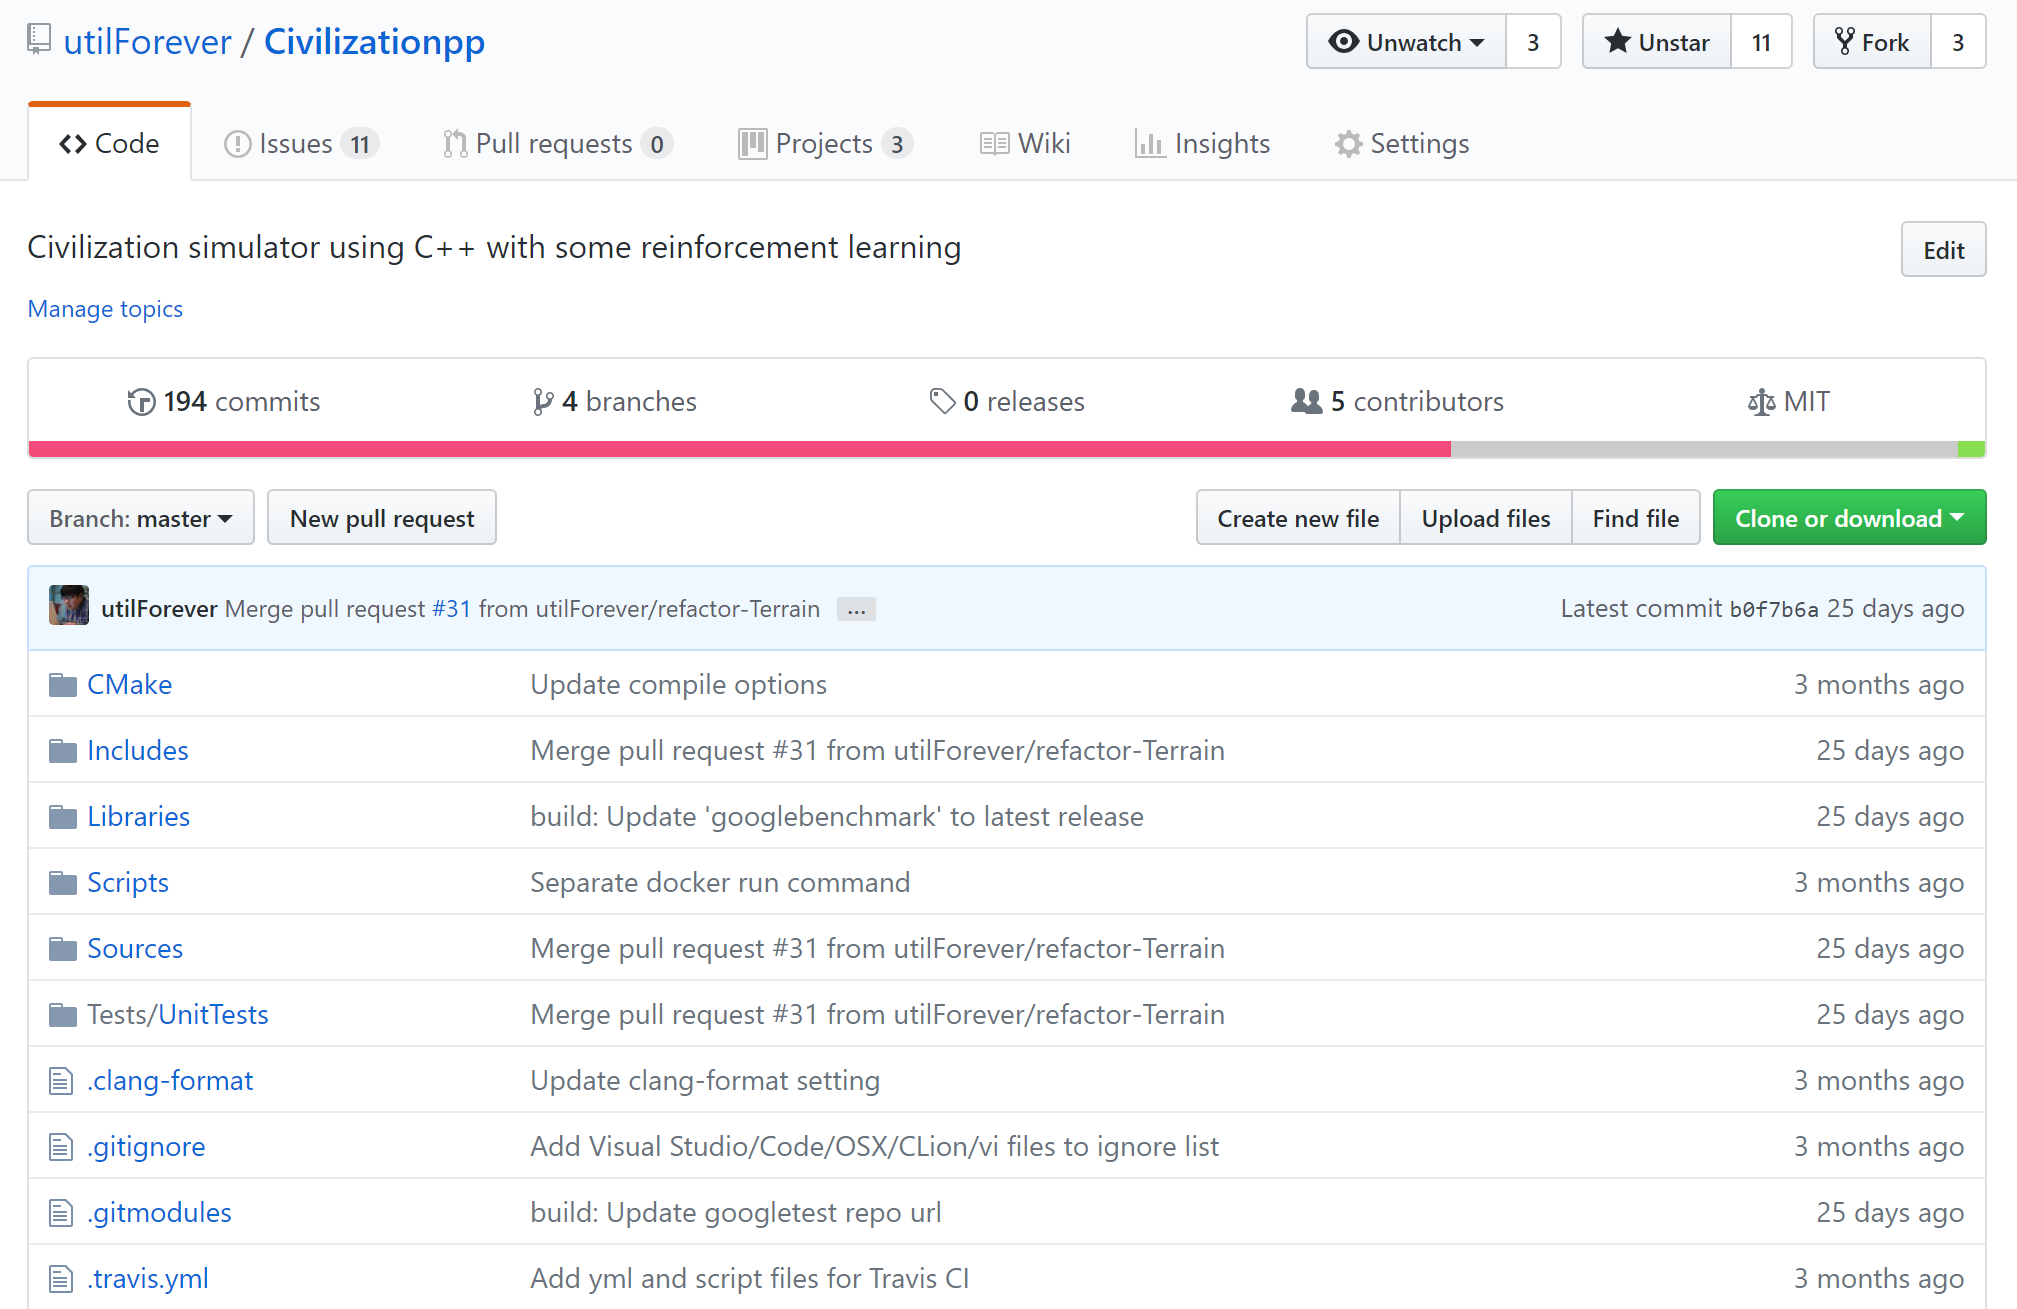 utilForever / Civilizationpp
Unwatch 3 Unstar 11 Fork 3
Code Issues 11 Pull requests 0 Projects 3 Wiki Insights Settings
Civilization simulator using C++ with some reinforcement learning
Edit
Manage topics
194 commits 4 branches 0 releases 5 contributors MIT
Branch: master New pull request Create new file Upload files Find file Clone or download
utilForever Merge pull request #31 from utilForever/refactor-Terrain ... Latest commit b0f7b6a 25 days ago
CMake Update compile options 3 months ago
Includes Merge pull request #31 from utilForever/refactor-Terrain 25 days ago
Libraries build: Update 'googlebenchmark' to latest release 25 days ago
Scripts Separate docker run command 3 months ago
Sources Merge pull request #31 from utilForever/refactor-Terrain 25 days ago
Tests/UnitTests Merge pull request #31 from utilForever/refactor-Terrain 25 days ago
.clang-format Update clang-format setting 3 months ago
.gitignore Add Visual Studio/Code/OSX/CLion/vi files to ignore list 3 months ago
.gitmodules build: Update googletest repo url 25 days ago
.travis.yml Add yml and script files for Travis CI 3 months ago